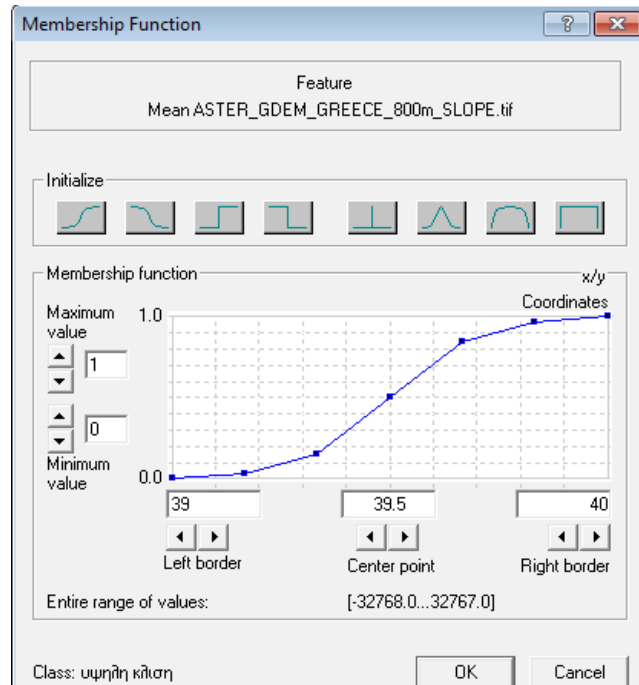 Membership Function
Feature
Mean ASTER_GDEM_GREECE_800m_SLOPE.tif
Initialize
Membership function
x/y
Coordinates
Maximum
value
1
0
Minimum
value
1.0
0.0
39
39.5
40
Left border
Center point
Right border
Entire range of values:
[-32768.0...32767.0]
Class: υψηλη κλιση
OK
Cancel